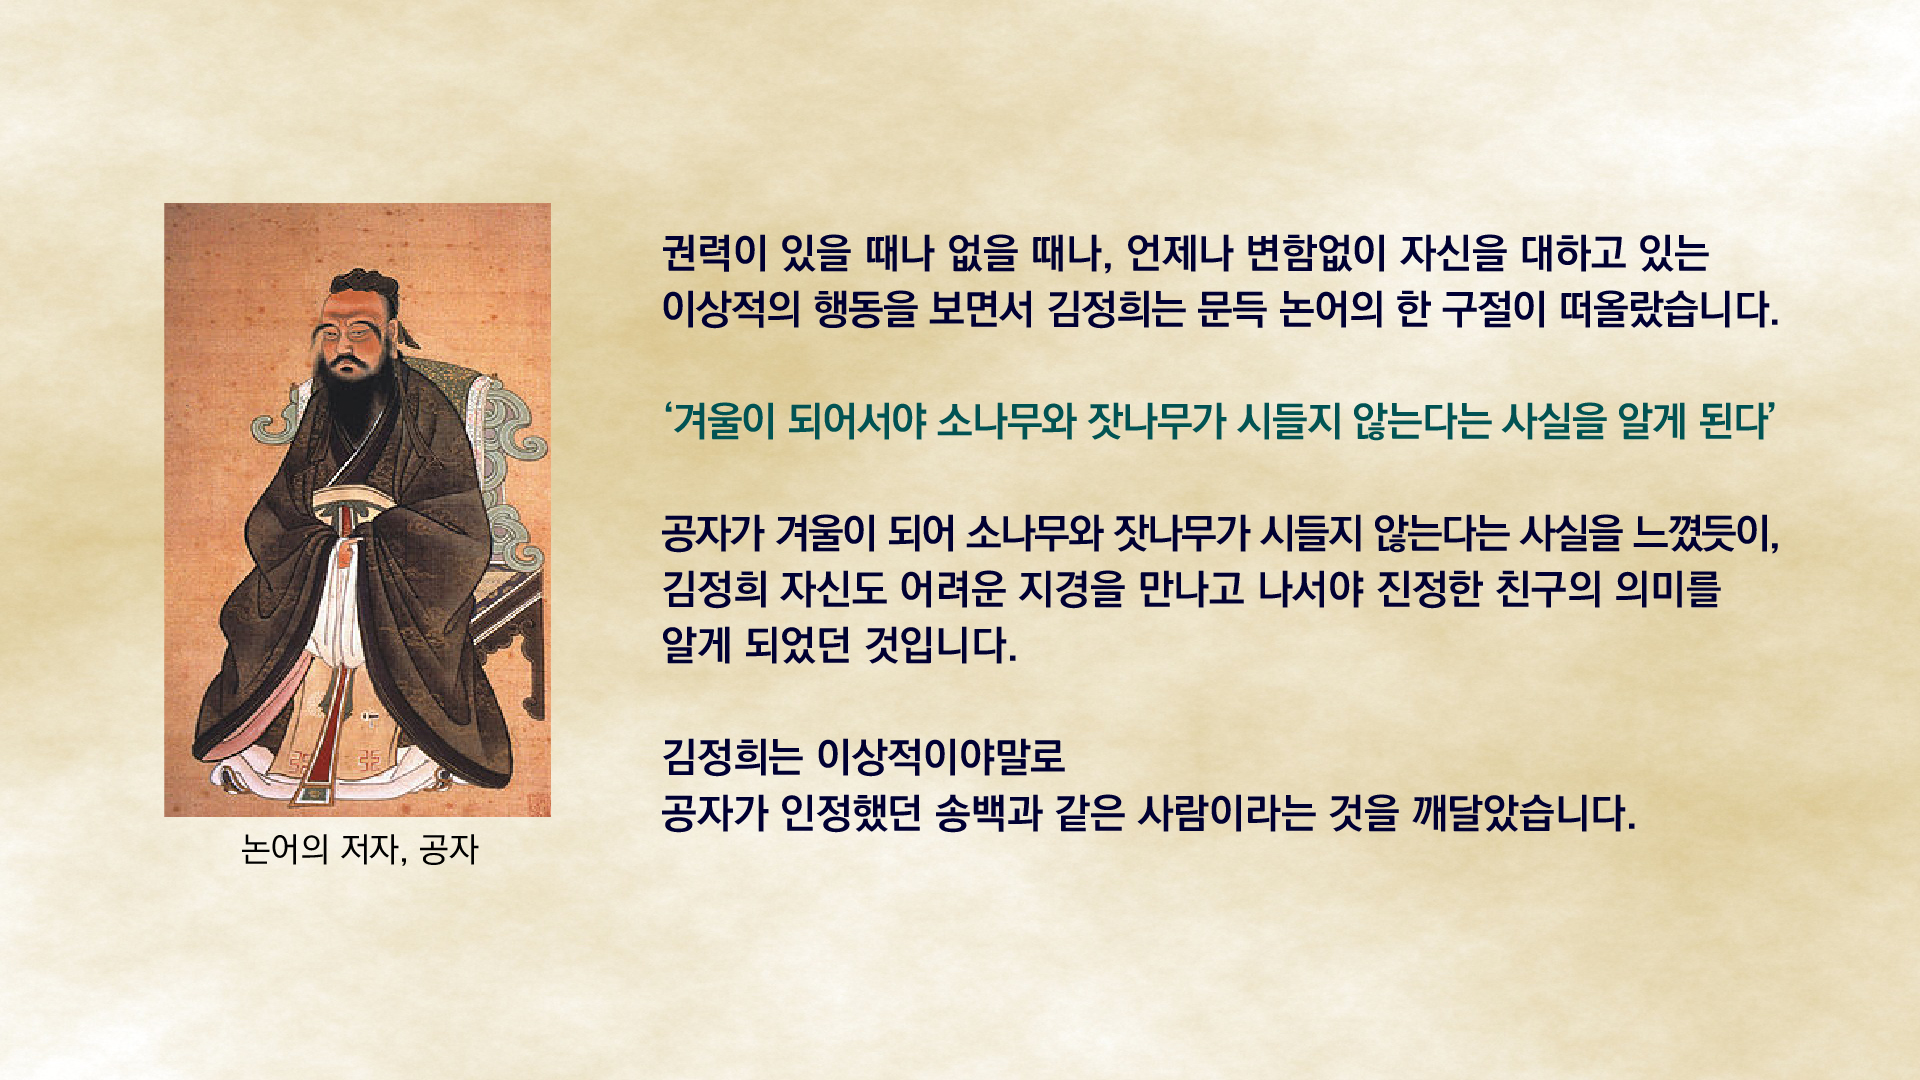 권력이 있을 때나 없을 때나, 언제나 변함없이 자신을 대하고 있는
이상적의 행동을 보면서 김정희는 문득 논어의 한 구절이 떠올랐습니다.
‘겨울이 되어서야 소나무와 잣나무가 시들지 않는다는 사실을 알게 된다’
공자가 겨울이 되어 소나무와 잣나무가 시들지 않는다는 사실을 느꼈듯이,
김정희 자신도 어려운 지경을 만나고 나서야 진정한 친구의 의미를
알게 되었던 것입니다.
김정희는 이상적이야말로
공자가 인정했던 송백과 같은 사람이라는 것을 깨달았습니다.
논어의 저자, 공자